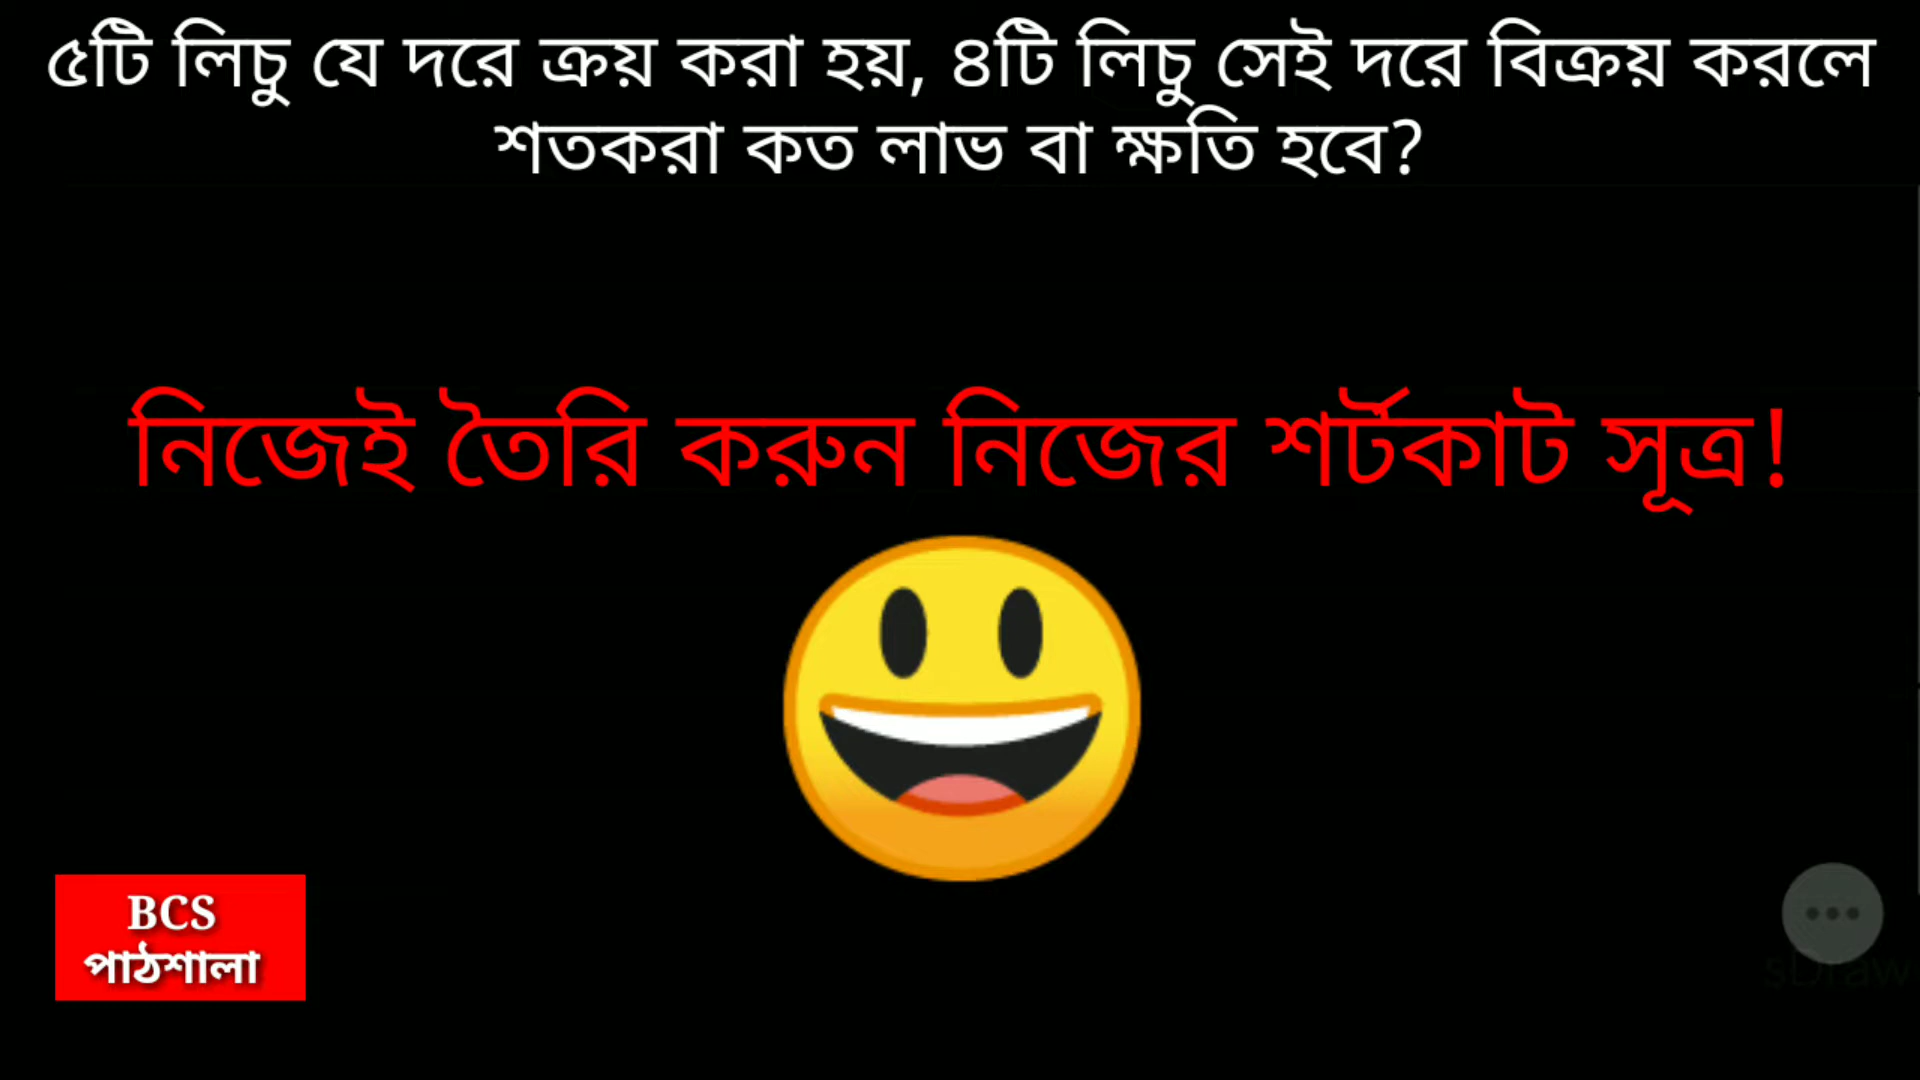 ৫টি লিচু যে দরে ক্রয় করা হয়, ৪টি লিচু সেই দরে বিক্রয় করলে
শতকরা কত লাভ বা ক্ষতি হবে?
নিজেই তৈরি করুন নিজের শর্টকাট সূত্র!
BCS
পাঠশালা